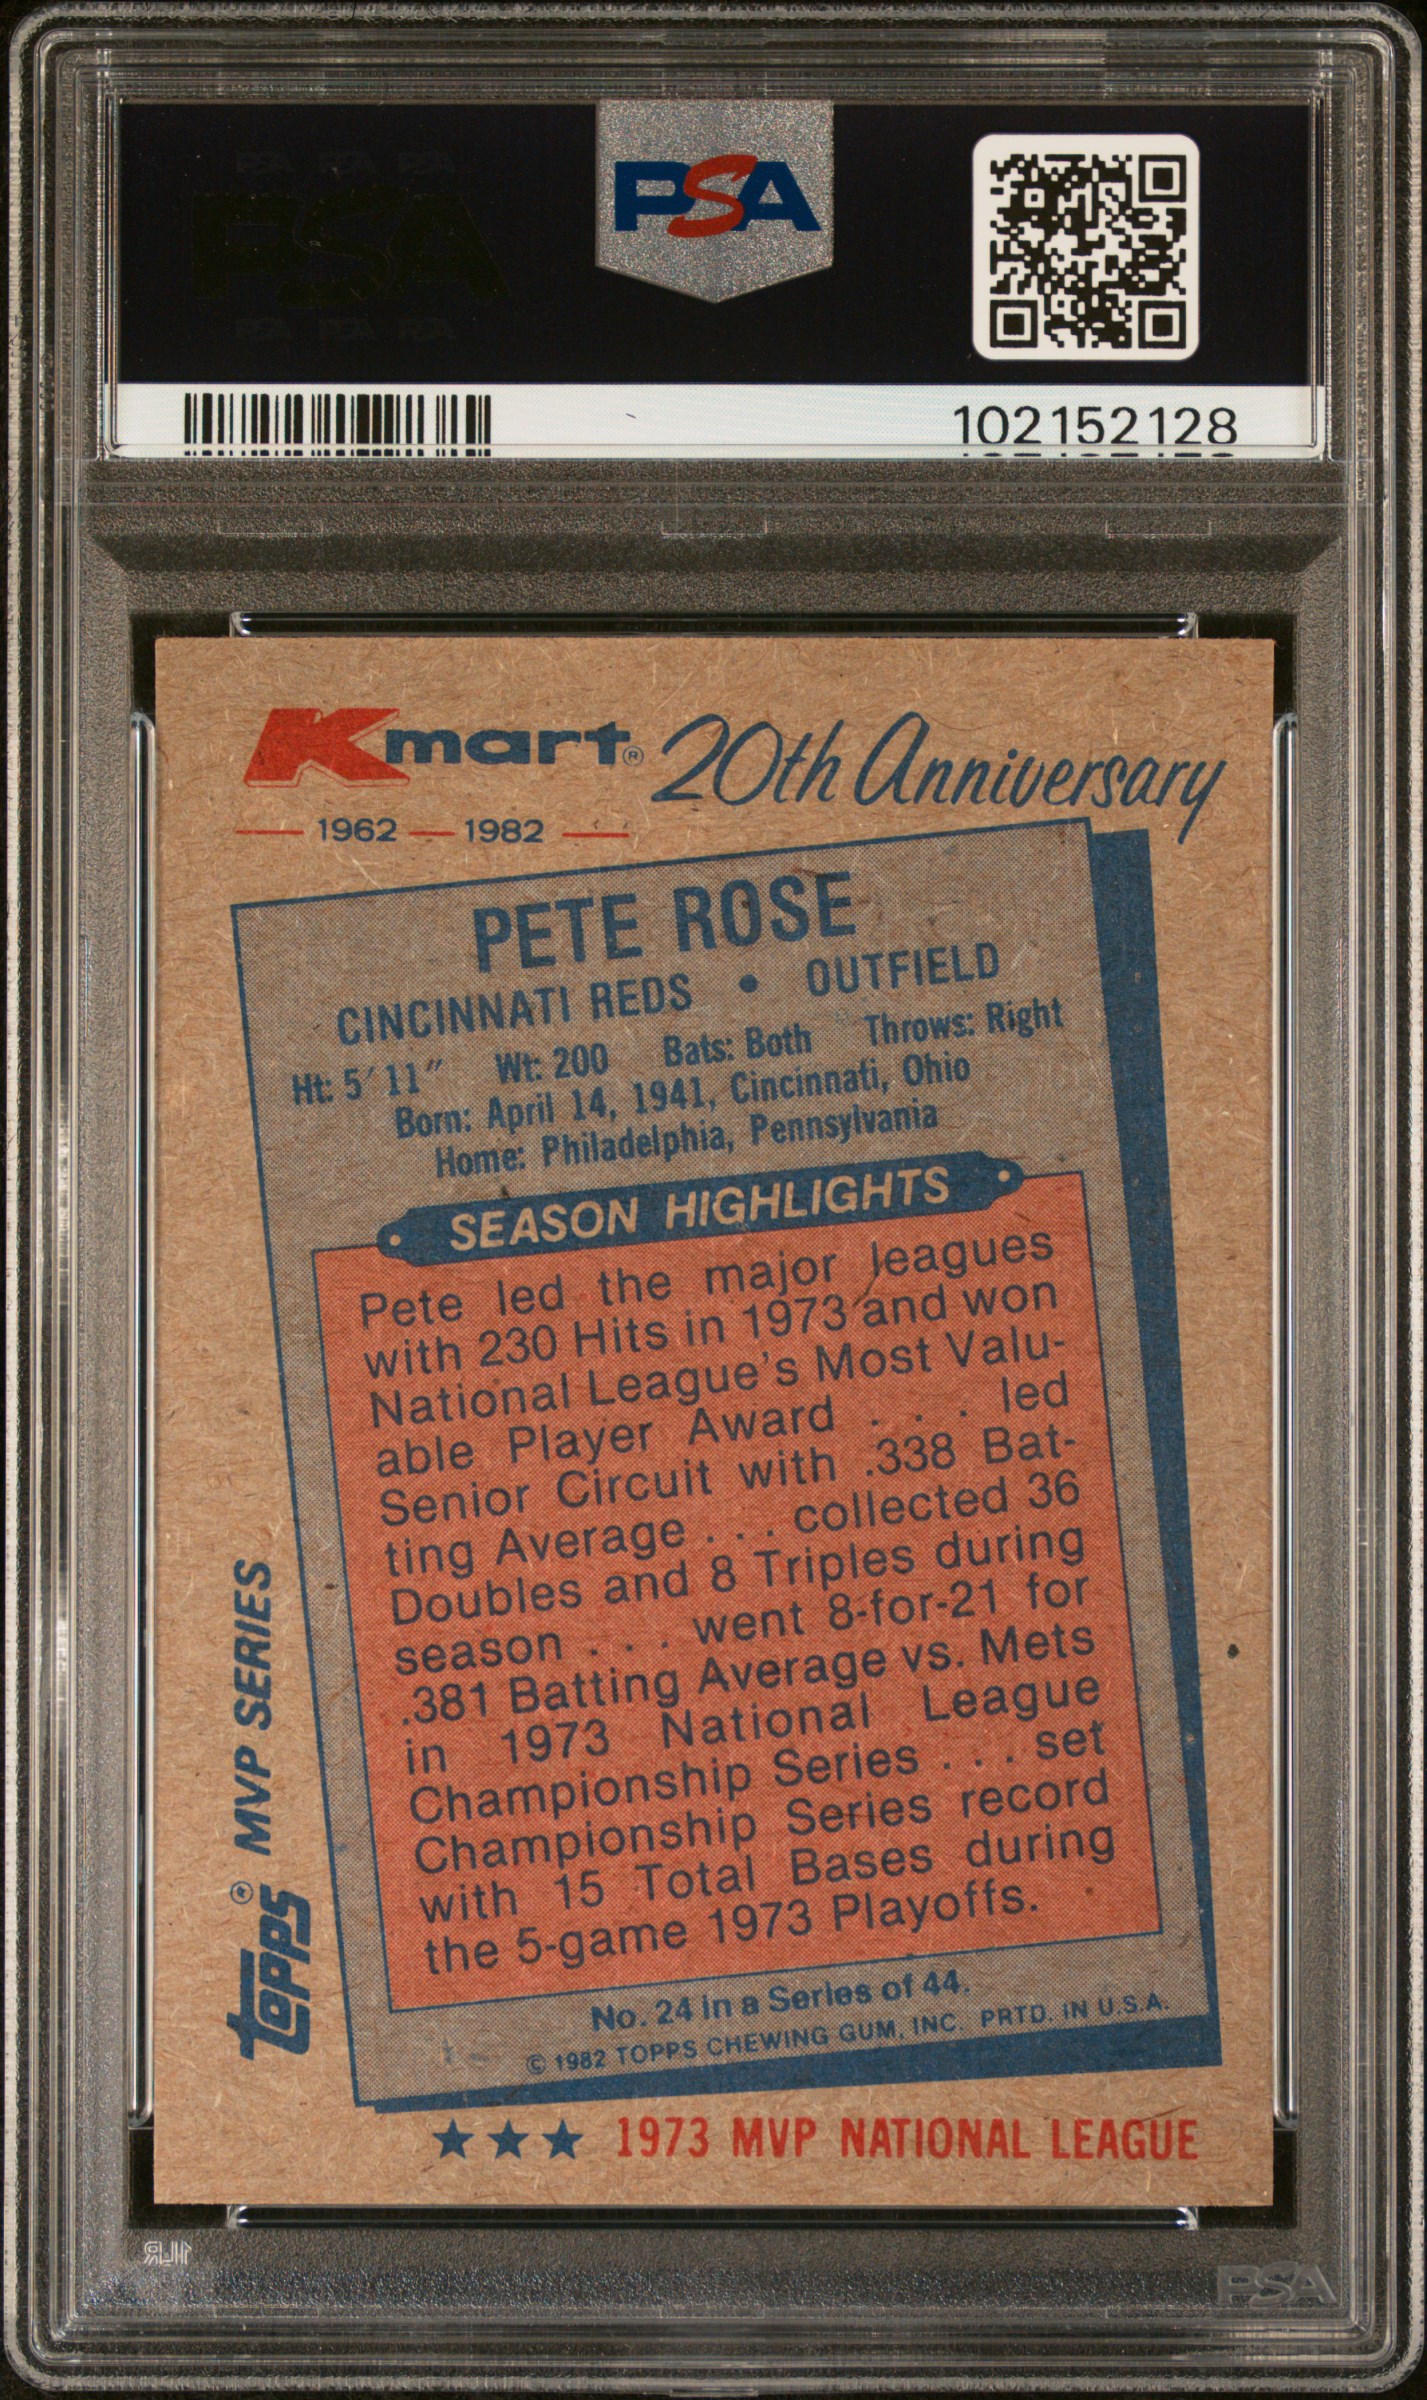 PSA
102152128
Kmart® 20th Anniversary
1962 — 1982
PETE ROSE
CINCINNATI REDS • OUTFIELD
Ht: 5' 11" Wt: 200 Bats: Both Throws: Right
Born: April 14, 1941, Cincinnati, Ohio
Home: Philadelphia, Pennsylvania
SEASON HIGHLIGHTS
Pete led the major leagues
with 230 Hits in 1973 and won
National League's Most Valu-
able Player Award . . . led
Senior Circuit with .338 Bat-
ting Average . . . collected 36
Doubles and 8 Triples during
season . . . went 8-for-21 for
.381 Batting Average vs. Mets
in 1973 National League
Championship Series . . . set
Championship Series record
with 15 Total Bases during
the 5-game 1973 Playoffs.
No. 24 in a Series of 44.
© 1982 TOPPS CHEWING GUM, INC. PRTD. IN U.S.A.
Topps® MVP SERIES
★★★ 1973 MVP NATIONAL LEAGUE
PSA